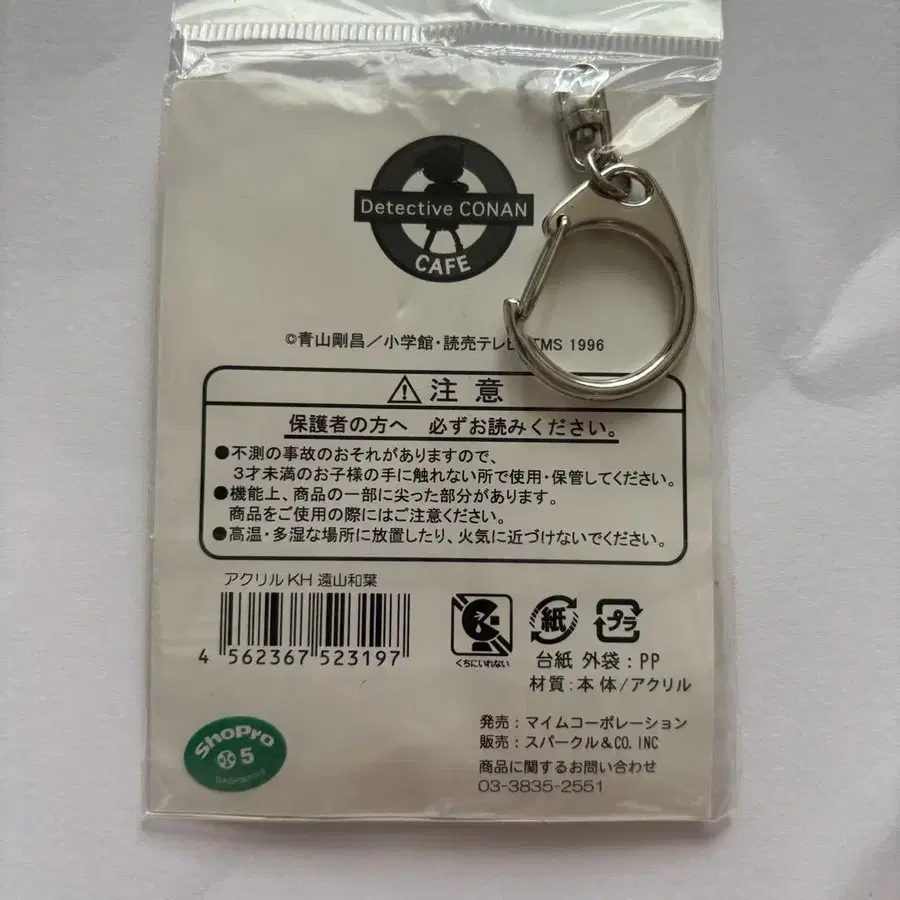 Detective CONAN
CAFE
©青山剛昌/小学館・読売テレビ TMS 1996
注意
保護者の方へ 必ずお読みください。
●不測の事故のおそれがありますので、
3才未満のお子様の手に触れない所で使用・保管してください。
●機能上、商品の一部に尖った部分があります。
商品をご使用の際にはご注意ください。
●高温・多湿な場所に放置したり、火気に近づけないでください。
アクリルKH 遠山和葉
4 562367 523197
くちにいれない
紙
プラ
台紙 外袋：PP
材質：本体/アクリル
ShoPro
5
発売：マイムコーポレーション
販売：スパークル&CO.INC
商品に関するお問い合わせ
03-3835-2551